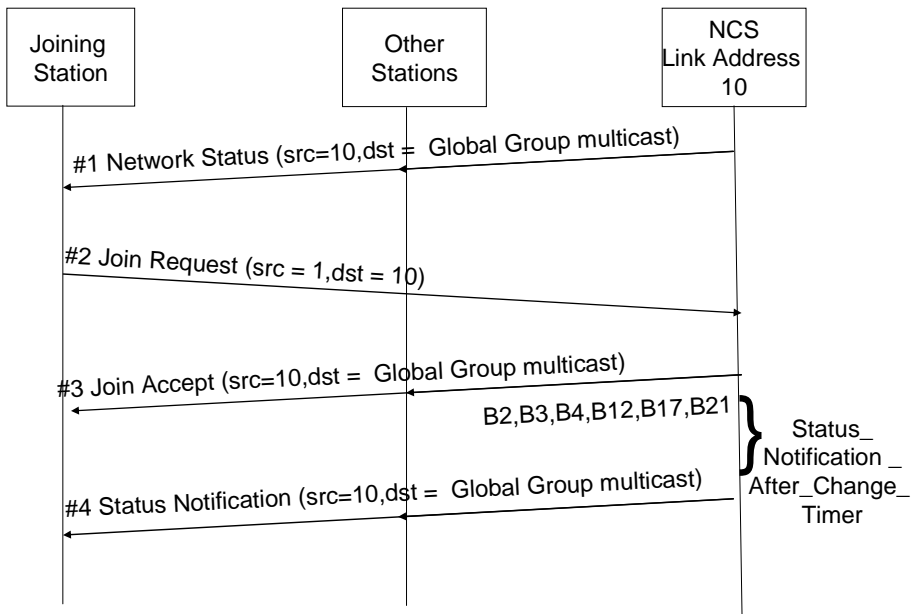 Joining
Station
Other
Stations
NCS
Link Address
10
#1 Network Status (src=10,dst = Global Group multicast)
#2 Join Request (src = 1,dst = 10)
#3 Join Accept (src=10,dst = Global Group multicast)
B2,B3,B4,B12,B17,B21
}
Status_
Notification _
After_Change_
Timer
#4 Status Notification (src=10,dst = Global Group multicast)